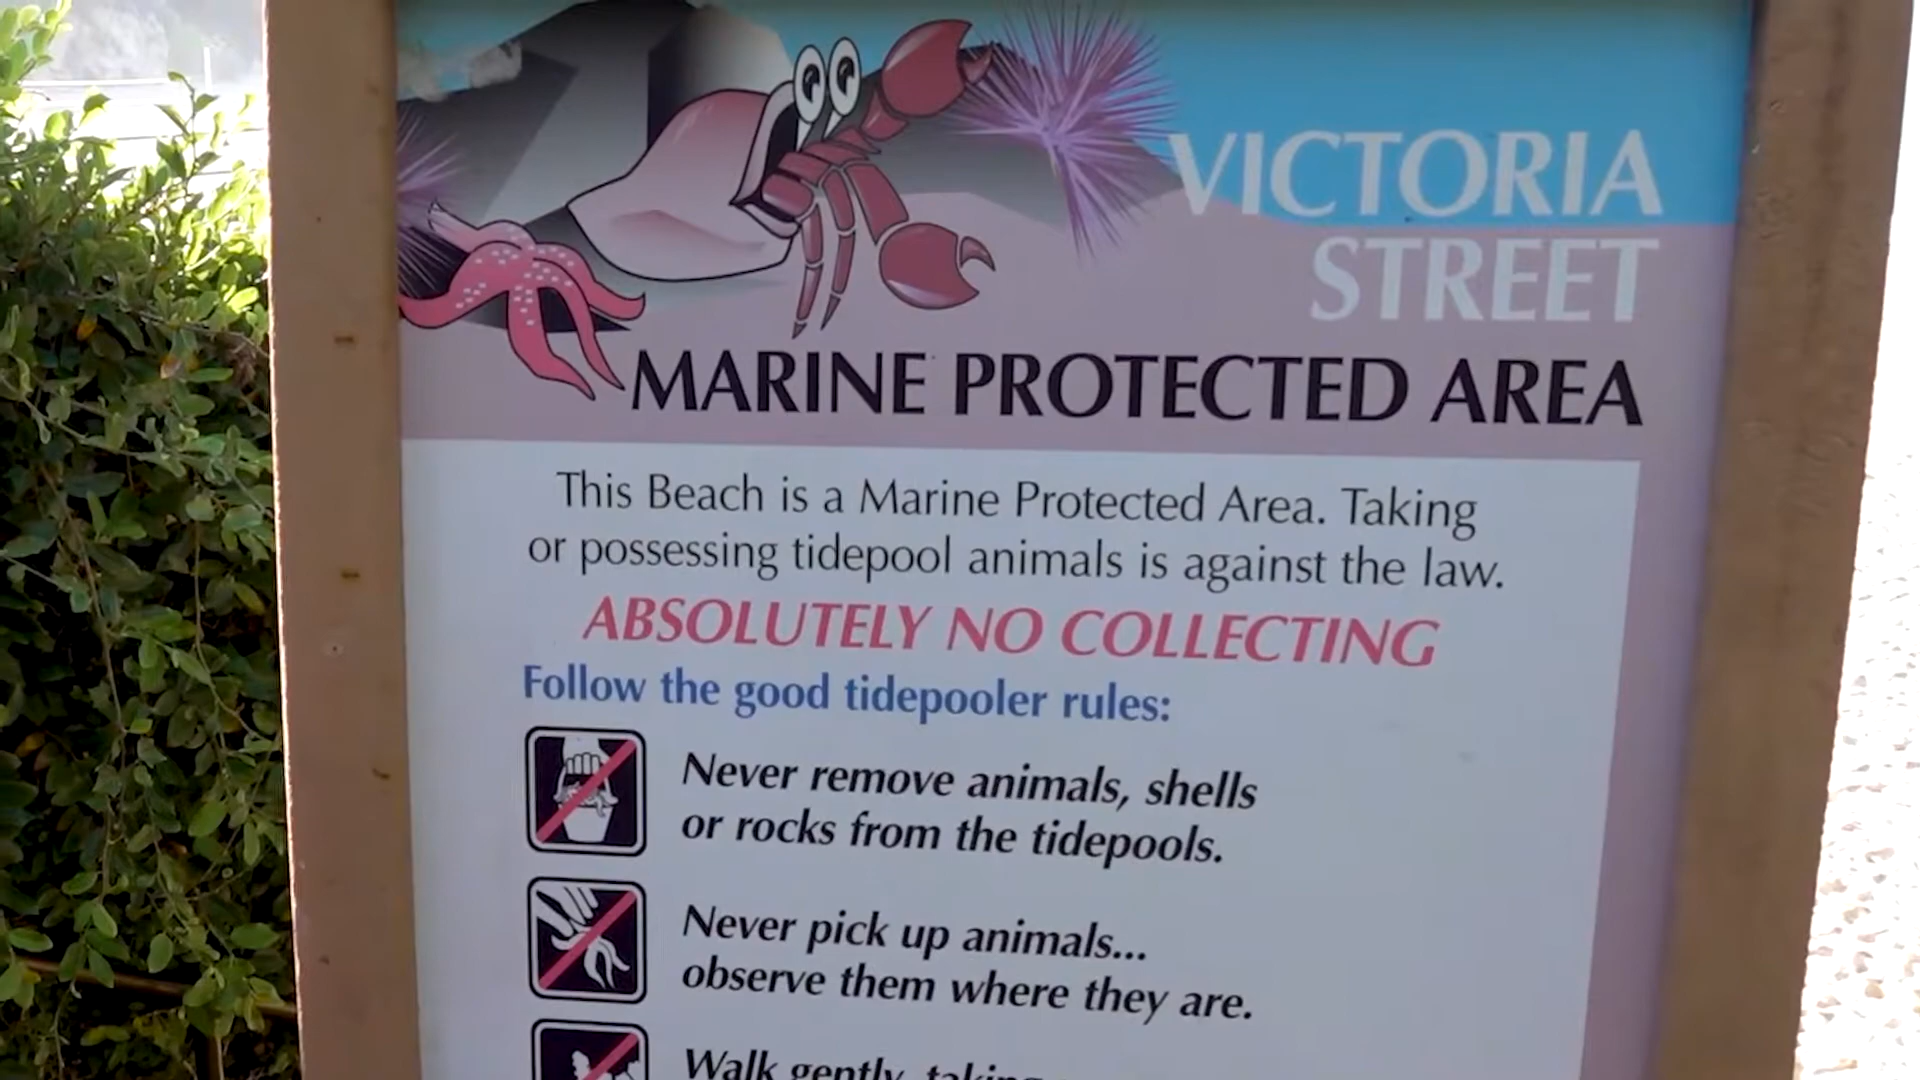 VICTORIA
STREET
MARINE PROTECTED AREA
This Beach is a Marine Protected Area. Taking
or possessing tidepool animals is against the law.
ABSOLUTELY NO COLLECTING
Follow the good tidepooler rules:
Never remove animals, shells
or rocks from the tidepools.
Never pick up animals...
observe them where they are.
Walk gently, taking